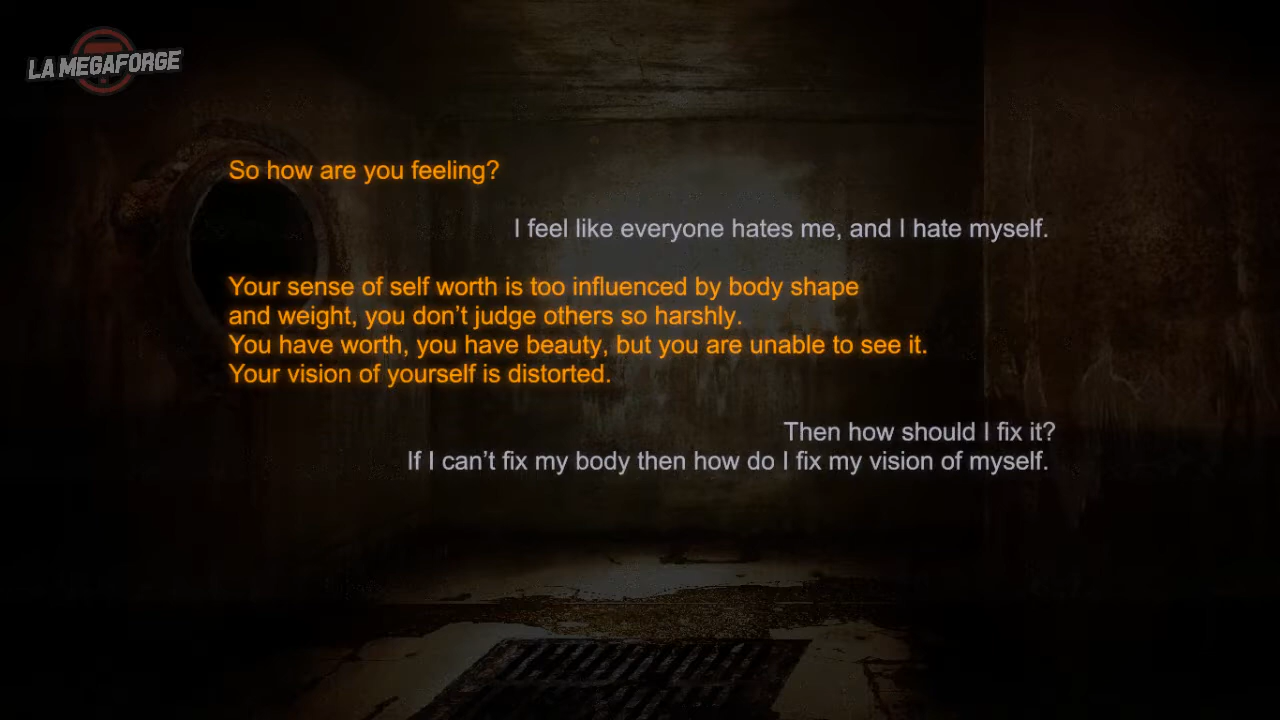 LA MEGAFORGE
So how are you feeling?
I feel like everyone hates me, and I hate myself.
Your sense of self worth is too influenced by body shape
and weight, you don't judge others so harshly.
You have worth, you have beauty, but you are unable to see it.
Your vision of yourself is distorted.
Then how should I fix it?
If I can't fix my body then how do I fix my vision of myself.